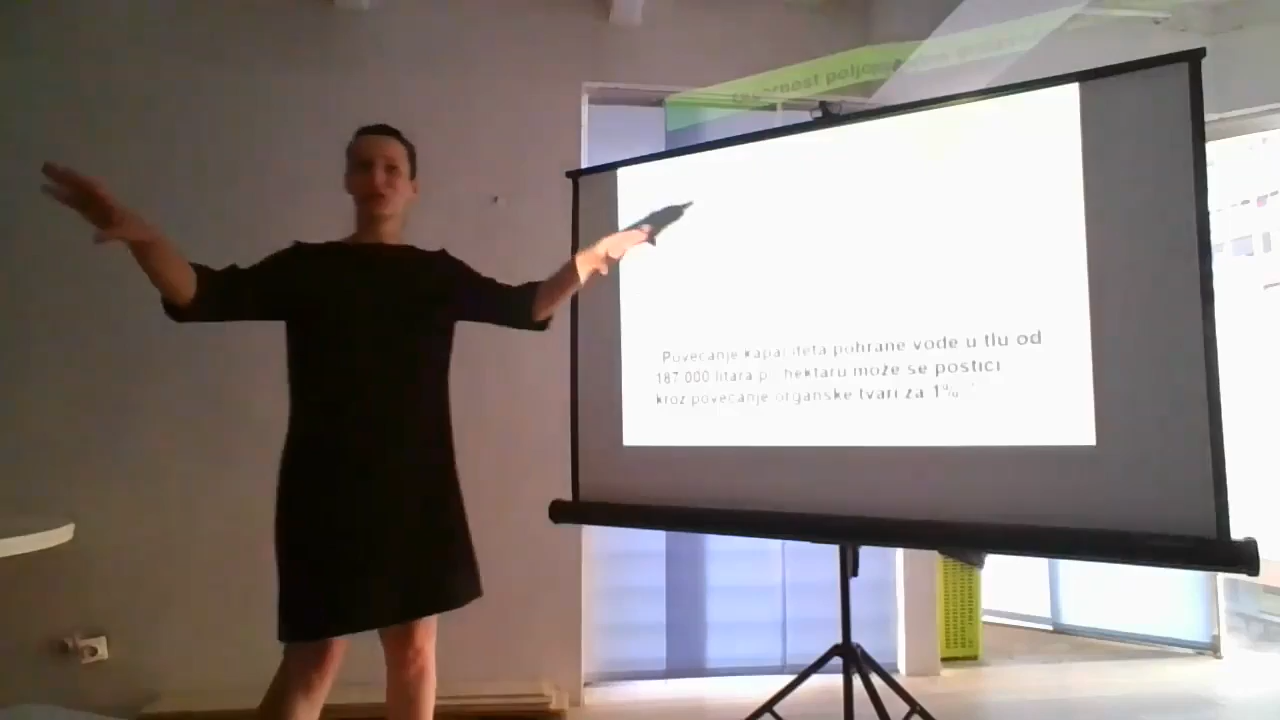 poljop
Povećanje kapaciteta pohrane vode u tlu od
187 000 litara po hektaru može se postići
kroz povećanje organske tvari za 1%